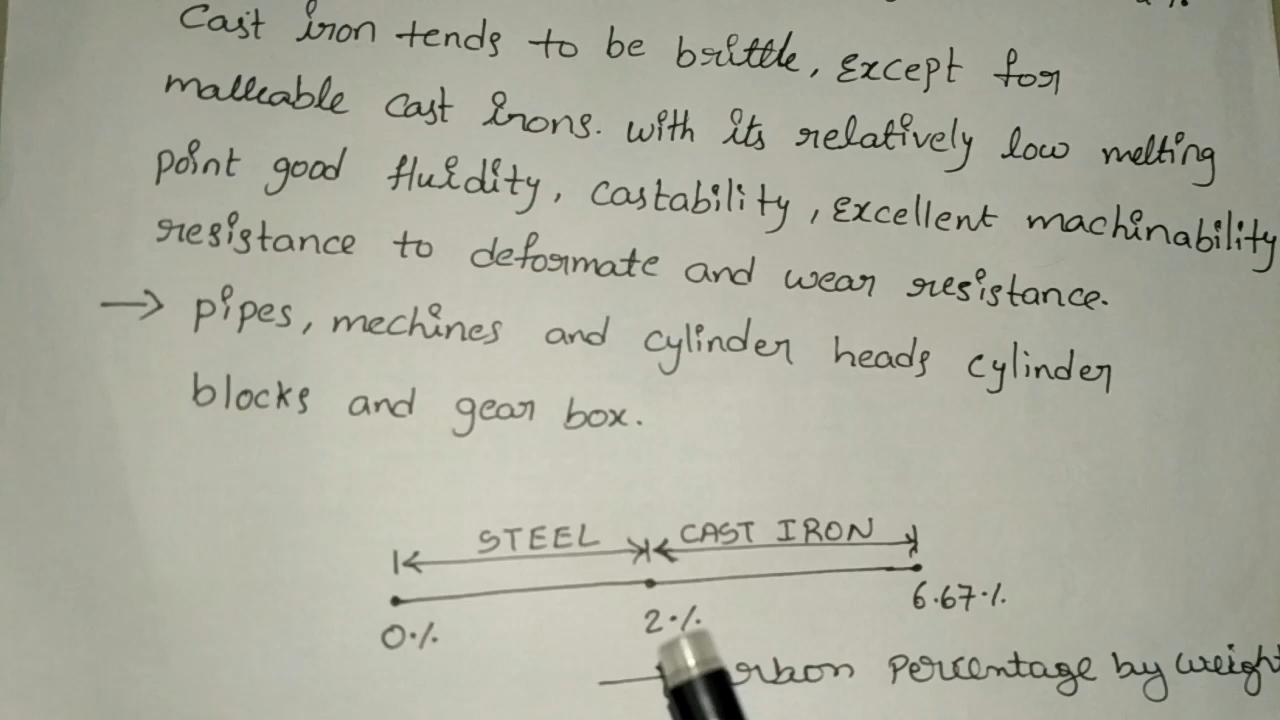 Cast iron tends to be brittle, Except for
malleable cast irons. with its relatively low melting
point good fluidity, castability, Excellent machinability
resistance to deformate and wear resistance.
→ pipes, mechines and cylinder heads cylinder
blocks and gear box.
STEEL CAST IRON
0% 2% 6.67%
Percentage by weight